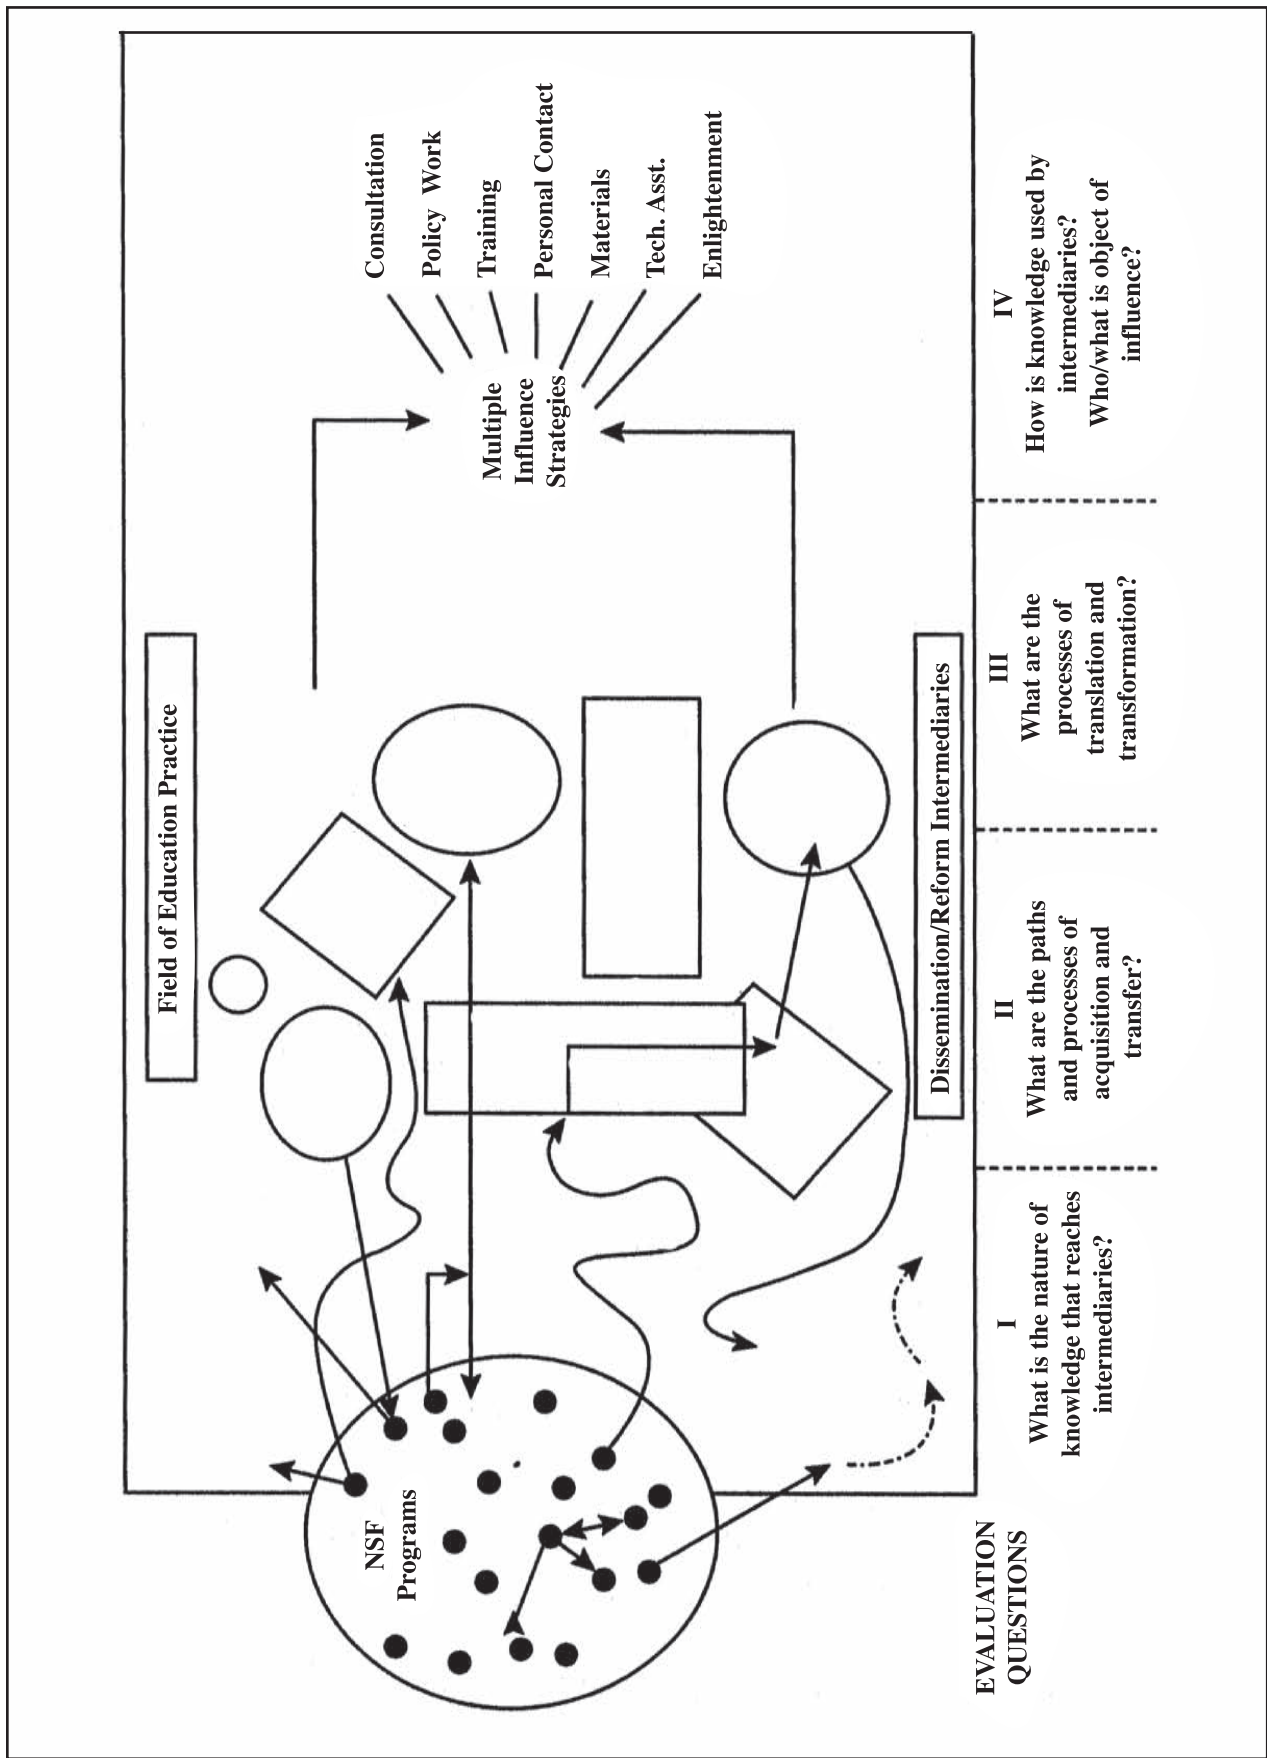 Field of Education Practice
NSF
Programs
Multiple
Influence
Strategies
Consultation
Policy Work
Training
Personal Contact
Materials
Tech. Asst.
Enlightenment
Dissemination/Reform Intermediaries
EVALUATION
QUESTIONS
I
What is the nature of
knowledge that reaches
intermediaries?
II
What are the paths
and processes of
acquisition and
transfer?
III
What are the
processes of
translation and
transformation?
IV
How is knowledge used by
intermediaries?
Who/what is object of
influence?